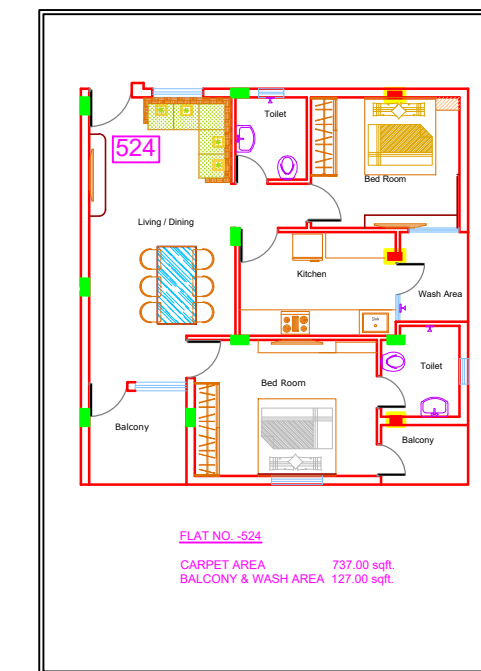 Toilet
524
Bed Room
Living / Dining
Kitchen
Wash Area
Sink
Toilet
Bed Room
Balcony
Balcony
FLAT NO. -524
CARPET AREA 737.00 sqft.
BALCONY & WASH AREA 127.00 sqft.